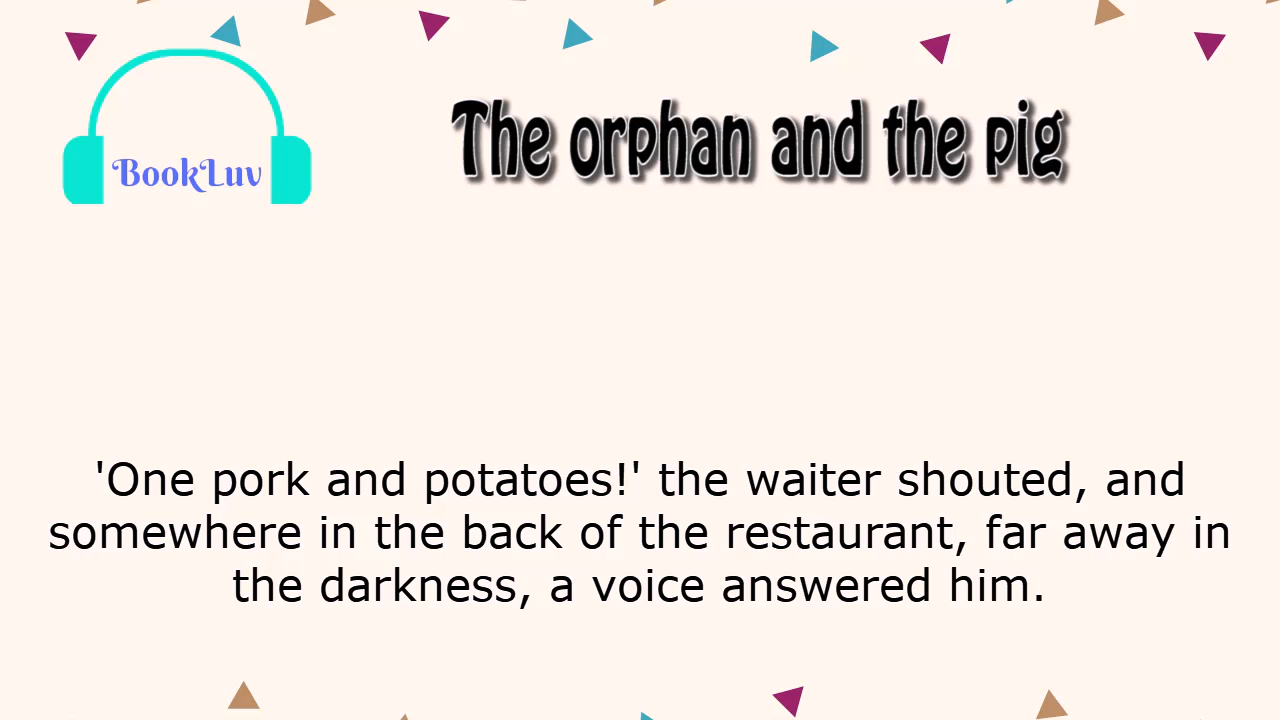 BookLuv
The orphan and the pig
'One pork and potatoes!' the waiter shouted, and
somewhere in the back of the restaurant, far away in
the darkness, a voice answered him.